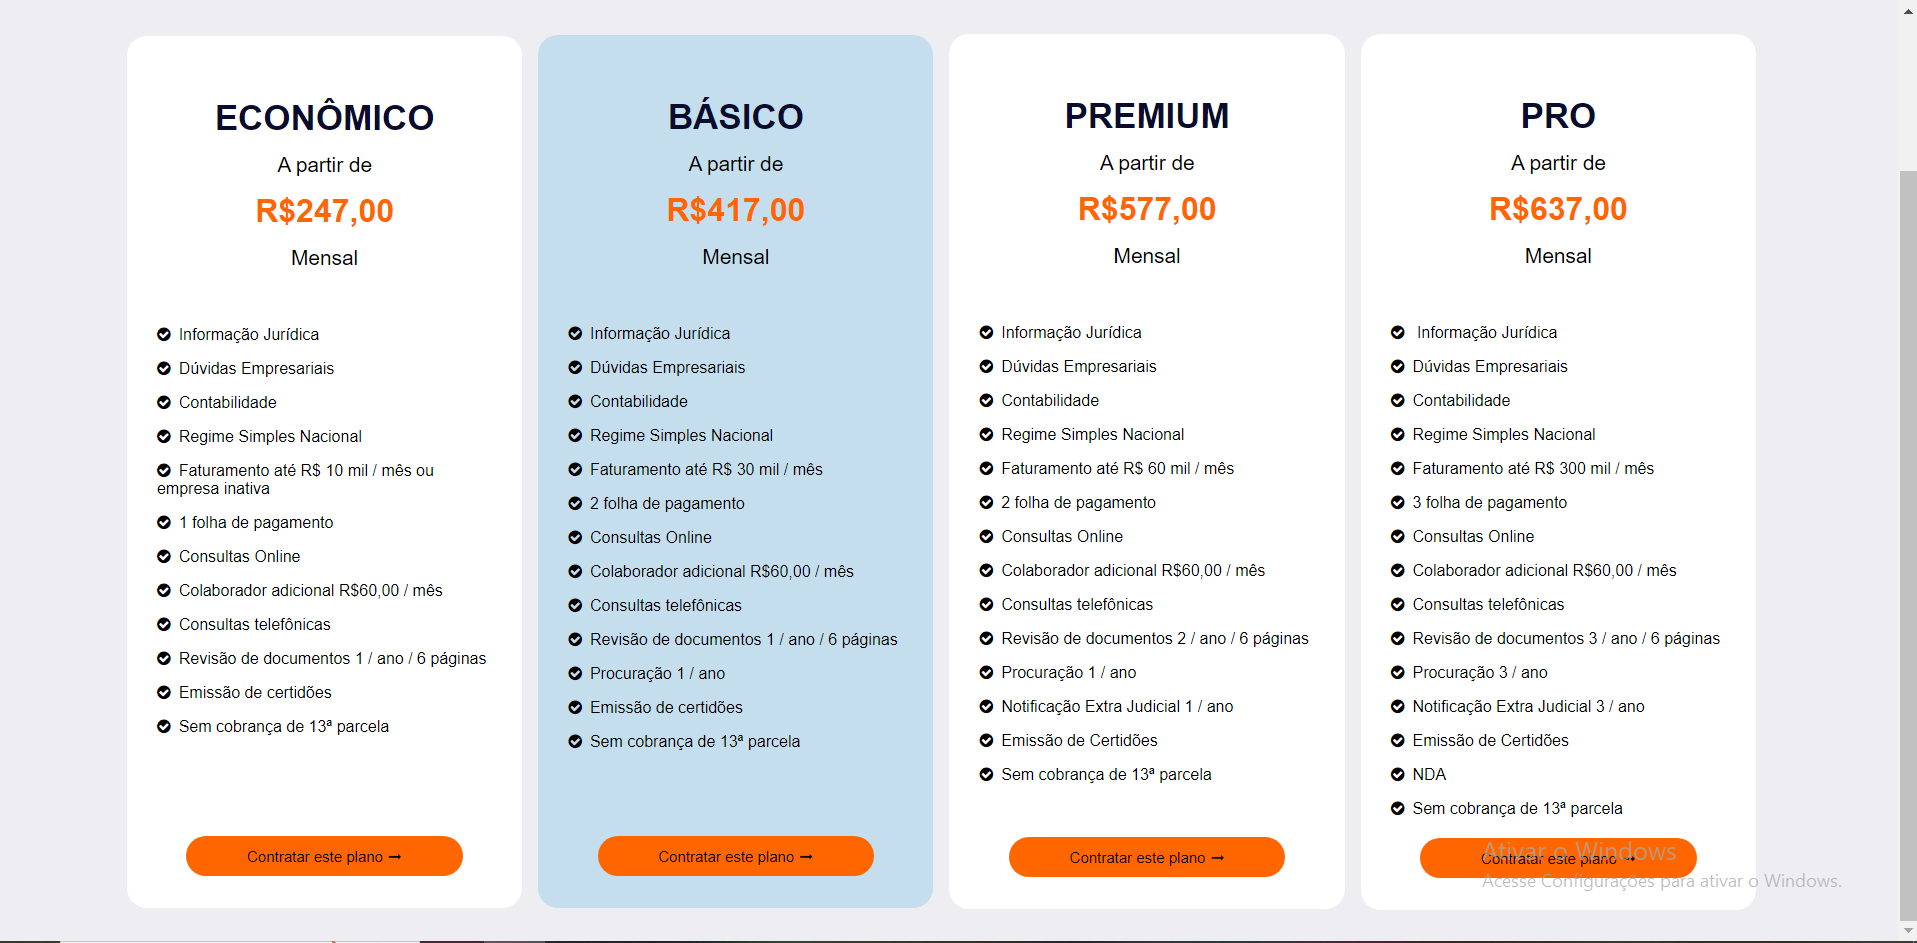 ECONÔMICO
A partir de
R$247,00
Mensal
Informação Jurídica
Dúvidas Empresariais
Contabilidade
Regime Simples Nacional
Faturamento até R$ 10 mil / mês ou
empresa inativa
1 folha de pagamento
Consultas Online
Colaborador adicional R$60,00 / mês
Consultas telefônicas
Revisão de documentos 1 / ano / 6 páginas
Emissão de certidões
Sem cobrança de 13ª parcela
Contratar este plano →
BÁSICO
A partir de
R$417,00
Mensal
Informação Jurídica
Dúvidas Empresariais
Contabilidade
Regime Simples Nacional
Faturamento até R$ 30 mil / mês
2 folha de pagamento
Consultas Online
Colaborador adicional R$60,00 / mês
Consultas telefônicas
Revisão de documentos 1 / ano / 6 páginas
Procuração 1 / ano
Emissão de certidões
Sem cobrança de 13ª parcela
Contratar este plano →
PREMIUM
A partir de
R$577,00
Mensal
Informação Jurídica
Dúvidas Empresariais
Contabilidade
Regime Simples Nacional
Faturamento até R$ 60 mil / mês
2 folha de pagamento
Consultas Online
Colaborador adicional R$60,00 / mês
Consultas telefônicas
Revisão de documentos 2 / ano / 6 páginas
Procuração 1 / ano
Notificação Extra Judicial 1 / ano
Emissão de Certidões
Sem cobrança de 13ª parcela
Contratar este plano →
PRO
A partir de
R$637,00
Mensal
Informação Jurídica
Dúvidas Empresariais
Contabilidade
Regime Simples Nacional
Faturamento até R$ 300 mil / mês
3 folha de pagamento
Consultas Online
Colaborador adicional R$60,00 / mês
Consultas telefônicas
Revisão de documentos 3 / ano / 6 páginas
Procuração 3 / ano
Notificação Extra Judicial 3 / ano
Emissão de Certidões
NDA
Sem cobrança de 13ª parcela
Contratar este plano →
Ativar o Windows
Acesse Configurações para ativar o Windows.